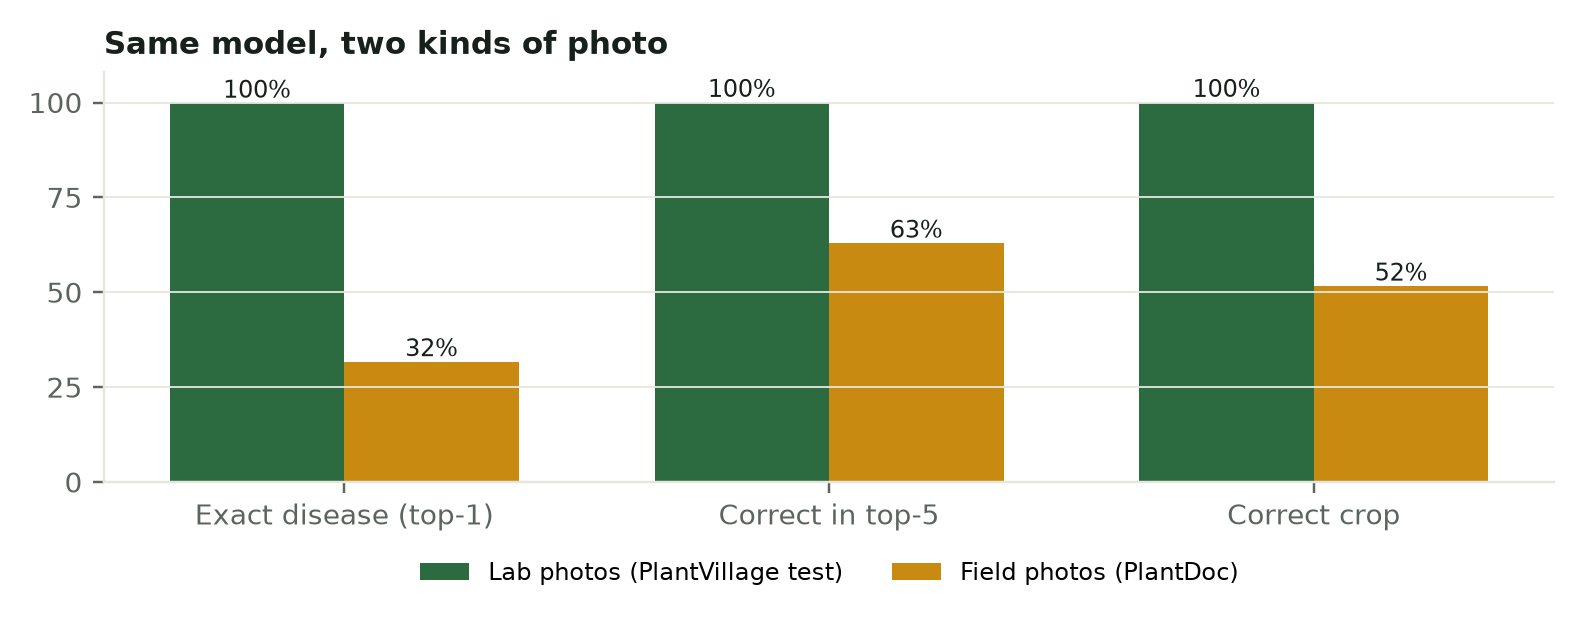 Same model, two kinds of photo
100%
100%
100%
100
75
63%
52%
50
32%
25
0
Exact disease (top-1)
Correct in top-5
Correct crop
Lab photos (PlantVillage test)
Field photos (PlantDoc)